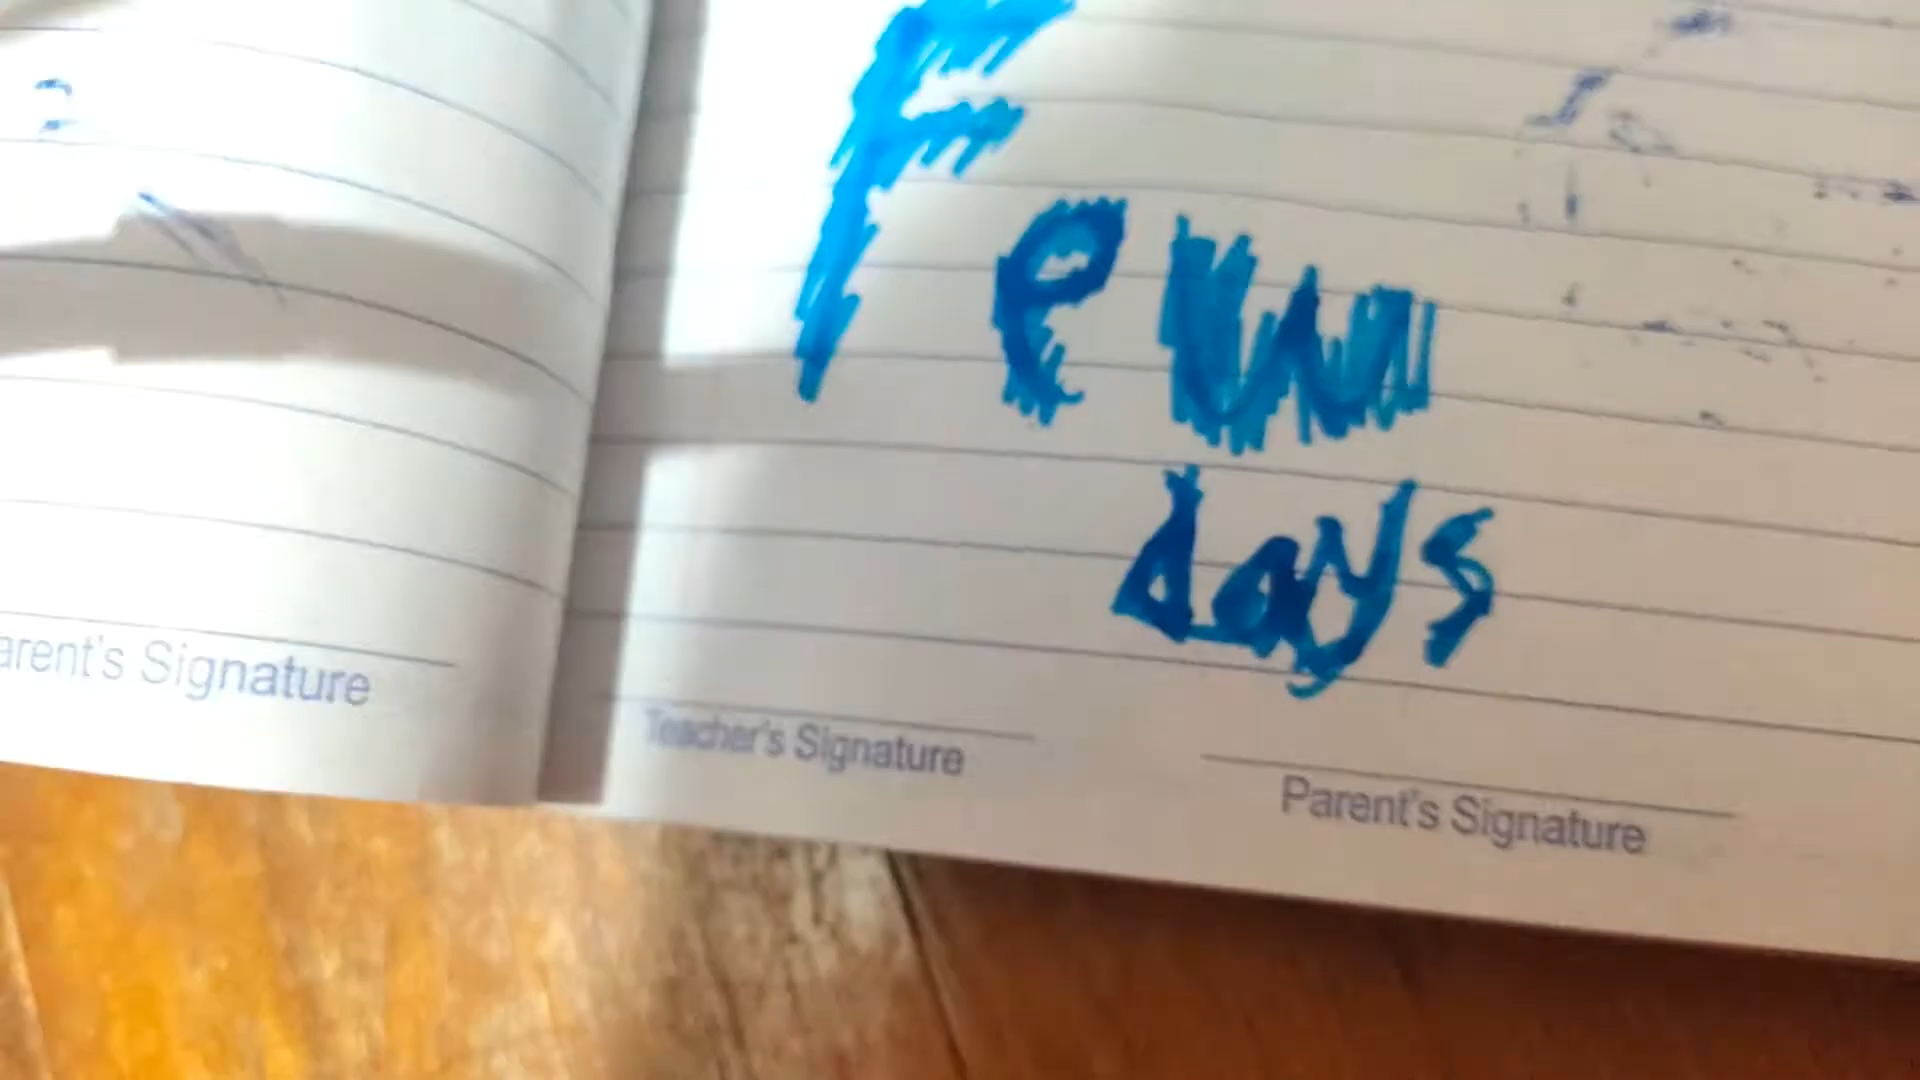 Few
days
arent's Signature
Teacher's Signature
Parent's Signature